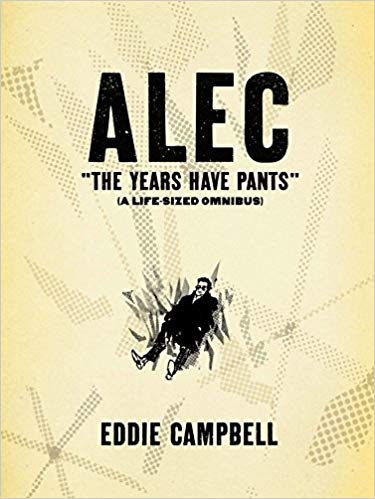 ALEC
"THE YEARS HAVE PANTS"
(A LIFE-SIZED OMNIBUS)
EDDIE CAMPBELL